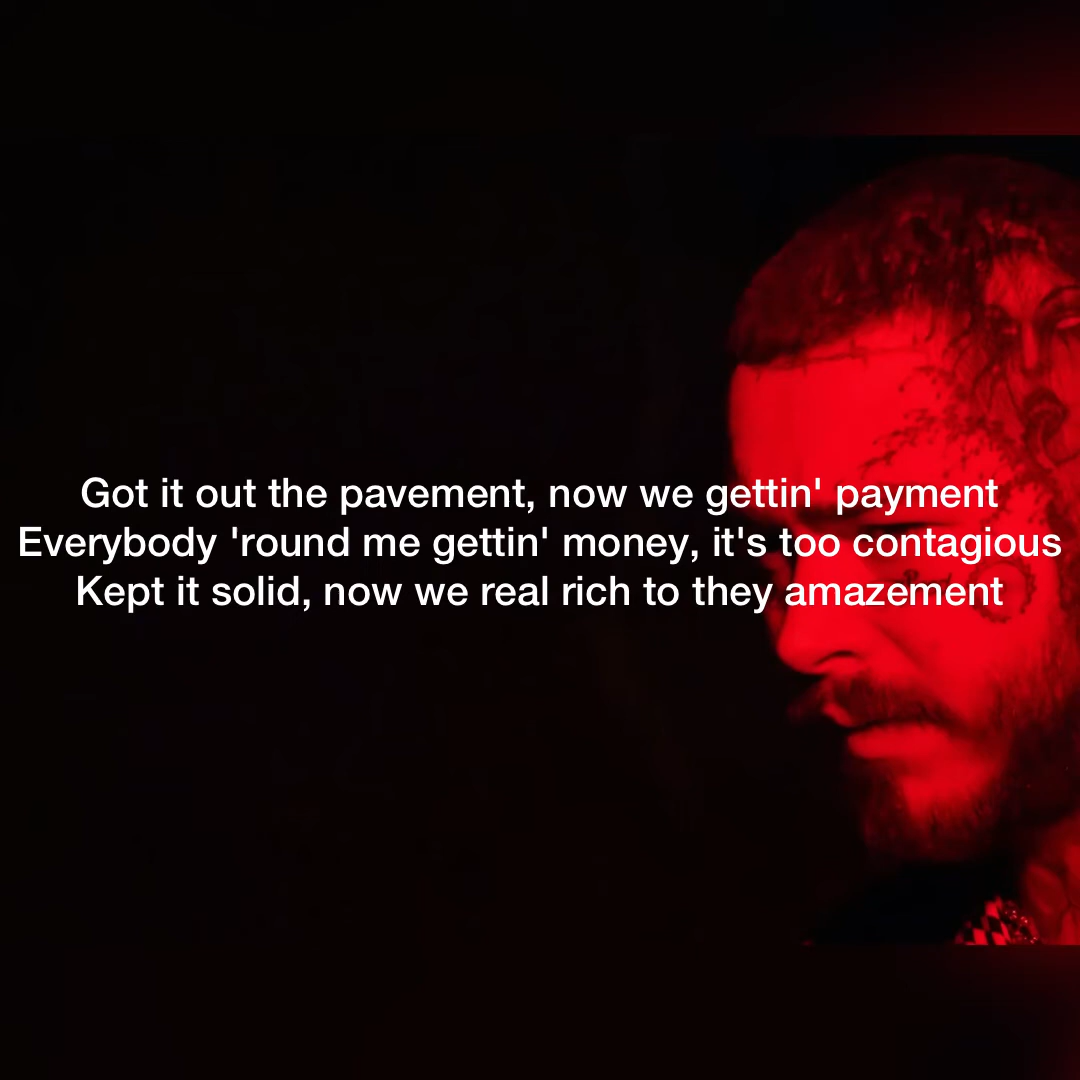 Got it out the pavement, now we gettin' payment
Everybody 'round me gettin' money, it's too contagious
Kept it solid, now we real rich to they amazement